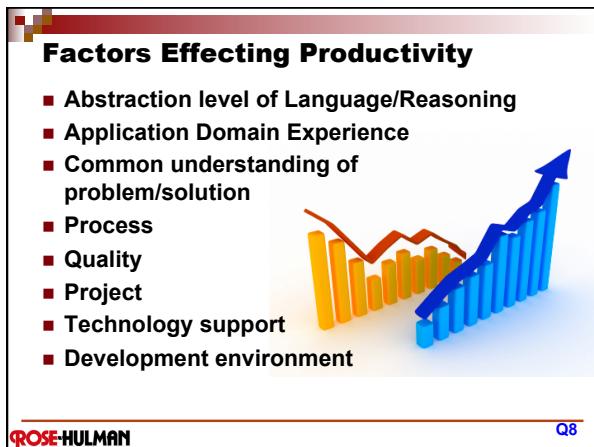 Factors Effecting Productivity
■ Abstraction level of Language/Reasoning
■ Application Domain Experience
■ Common understanding of
problem/solution
■ Process
■ Quality
■ Project
■ Technology support
■ Development environment
ROSE-HULMAN
Q8